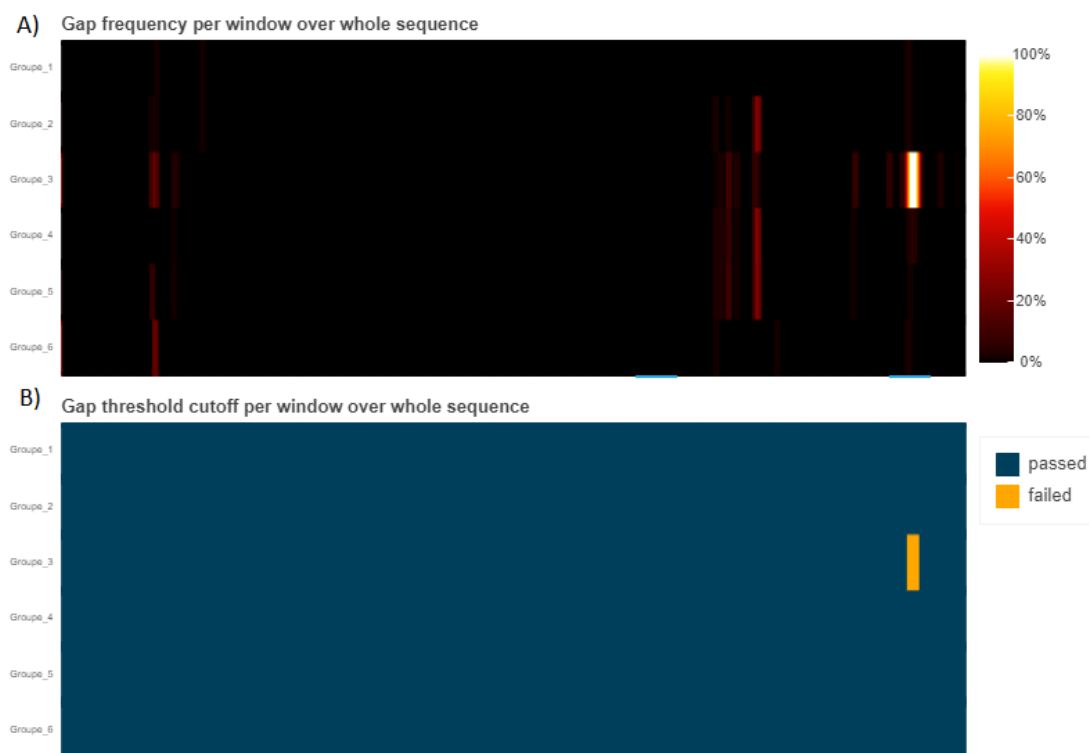 A) Gap frequency per window over whole sequence
Groupe_1
Groupe_2
Groupe_3
Groupe_4
Groupe_5
Groupe_6
100%
80%
60%
40%
20%
0%
B) Gap threshold cutoff per window over whole sequence
Groupe_1
Groupe_2
Groupe_3
Groupe_4
Groupe_5
Groupe_6
passed
failed